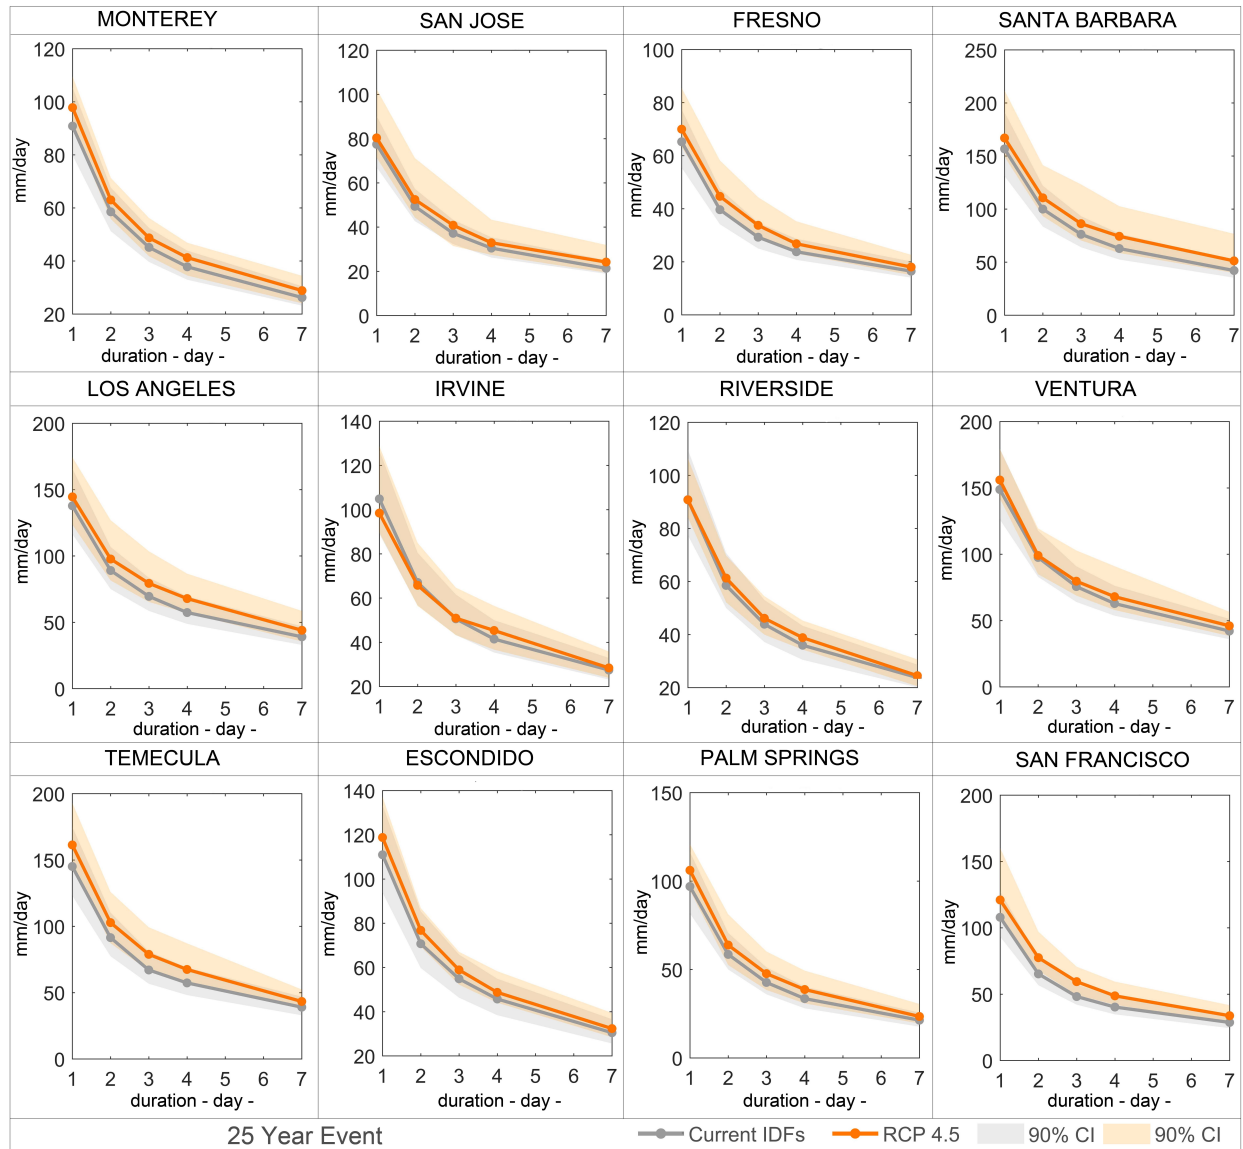 MONTEREY SAN JOSE FRESNO SANTA BARBARA
120 120 100 250
100 100 80 200
80 80 60 150
60 60 40 100
40 40 20 50
20 20 0 0
0
mm/day mm/day mm/day mm/day
1 2 3 4 5 6 7 1 2 3 4 5 6 7 1 2 3 4 5 6 7 1 2 3 4 5 6 7
duration - day - duration - day - duration - day - duration - day -
LOS ANGELES IRVINE RIVERSIDE VENTURA
200 140 120 200
150 120 100 150
100 100 80 100
50 80 60 50
0 60 40 0
40 20
20
mm/day mm/day mm/day mm/day
1 2 3 4 5 6 7 1 2 3 4 5 6 7 1 2 3 4 5 6 7 1 2 3 4 5 6 7
duration - day - duration - day - duration - day - duration - day -
TEMECULA ESCONDIDO PALM SPRINGS SAN FRANCISCO
200 140 150 200
150 120 100 150
100 100 50 100
50 80 0 50
0 60 0
40
20
mm/day mm/day mm/day mm/day
1 2 3 4 5 6 7 1 2 3 4 5 6 7 1 2 3 4 5 6 7 1 2 3 4 5 6 7
duration - day - duration - day - duration - day - duration - day -
25 Year Event Current IDFs RCP 4.5 90% CI 90% CI